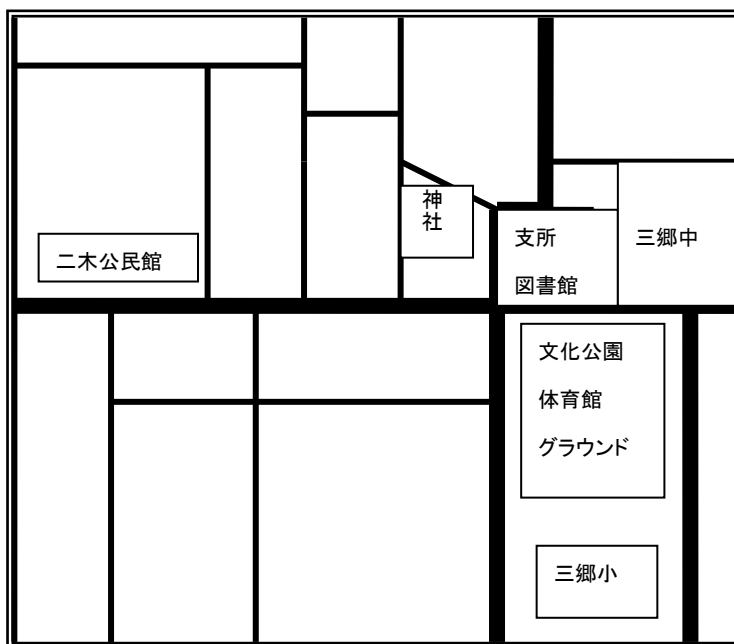 神
社
支所
三郷中
二木公民館
図書館
文化公園
体育館
グラウンド
三郷小